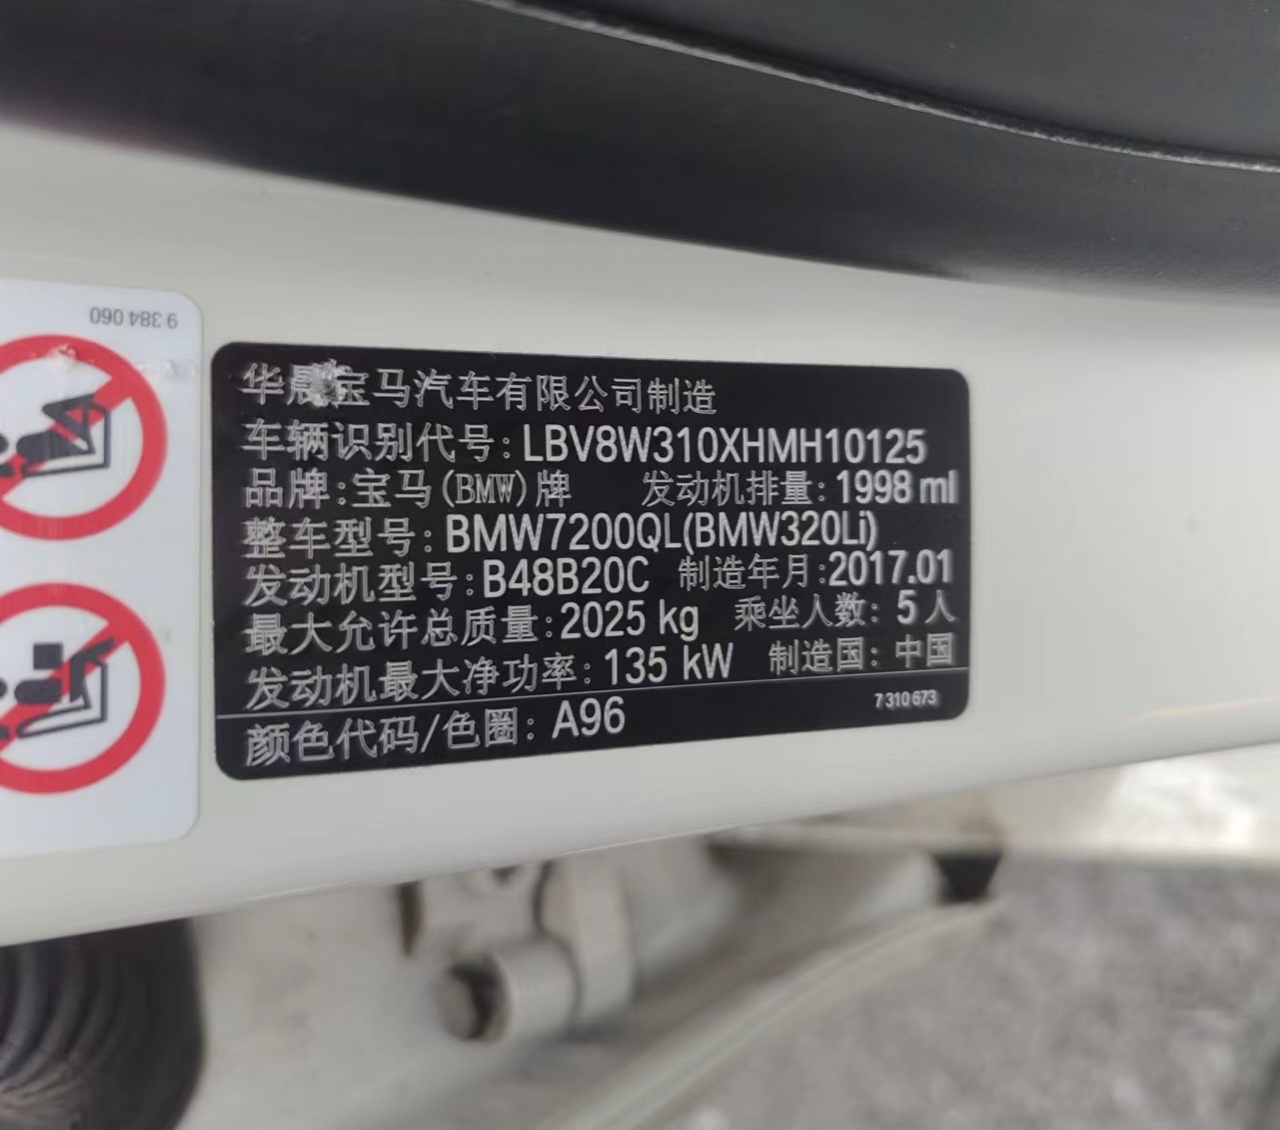 9 384 060
华晨宝马汽车有限公司制造
车辆识别代号: LBV8W310XHMH10125
品牌:宝马(BMW)牌 发动机排量: 1998 ml
整车型号: BMW7200QL(BMW320Li)
发动机型号: B48B20C 制造年月:2017.01
最大允许总质量: 2025 kg 乘坐人数: 5 人
发动机最大净功率: 135 kW 制造国: 中国
颜色代码/色圈: A96 7 310 673